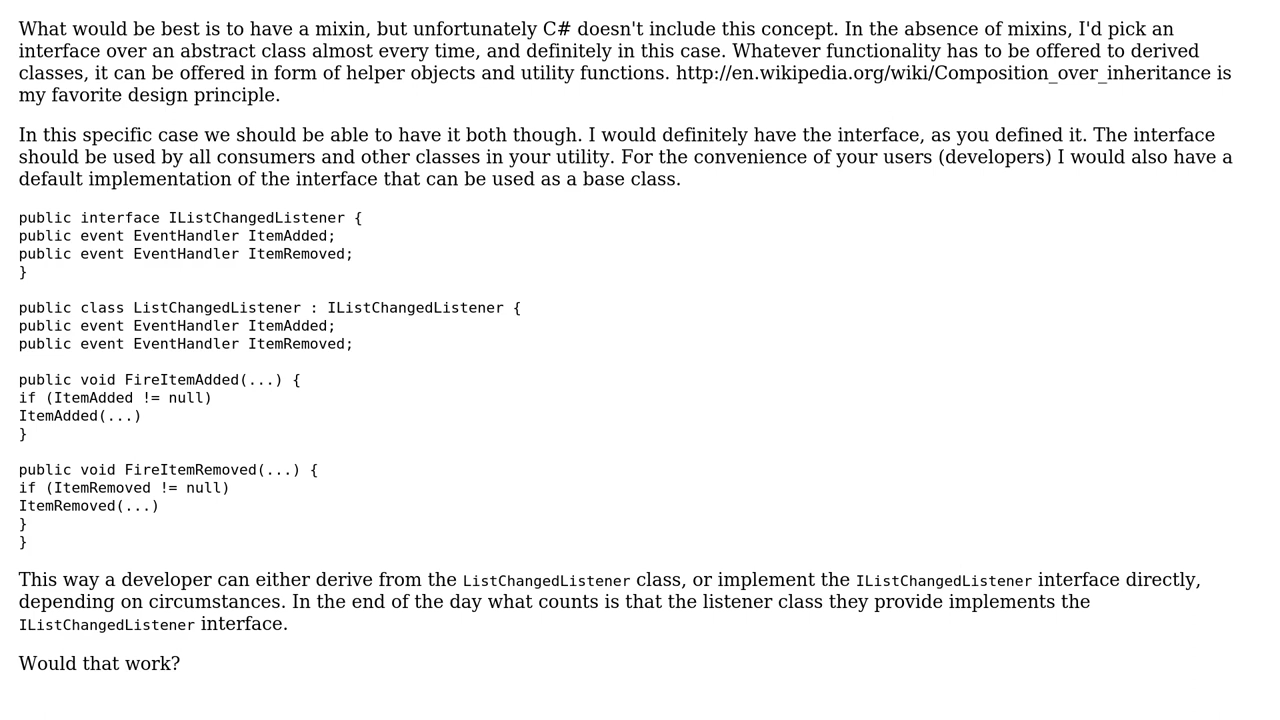 What would be best is to have a mixin, but unfortunately C# doesn't include this concept. In the absence of mixins, I'd pick an
interface over an abstract class almost every time, and definitely in this case. Whatever functionality has to be offered to derived
classes, it can be offered in form of helper objects and utility functions. http://en.wikipedia.org/wiki/Composition_over_inheritance is
my favorite design principle.
In this specific case we should be able to have it both though. I would definitely have the interface, as you defined it. The interface
should be used by all consumers and other classes in your utility. For the convenience of your users (developers) I would also have a
default implementation of the interface that can be used as a base class.
public interface IListChangedListener {
public event EventHandler ItemAdded;
public event EventHandler ItemRemoved;
}
public class ListChangedListener : IListChangedListener {
public event EventHandler ItemAdded;
public event EventHandler ItemRemoved;
public void FireItemAdded(...) {
if (ItemAdded != null)
ItemAdded(...)
}
public void FireItemRemoved(...) {
if (ItemRemoved != null)
ItemRemoved(...)
}
}
This way a developer can either derive from the ListChangedListener class, or implement the IListChangedListener interface directly,
depending on circumstances. In the end of the day what counts is that the listener class they provide implements the
IListChangedListener interface.
Would that work?